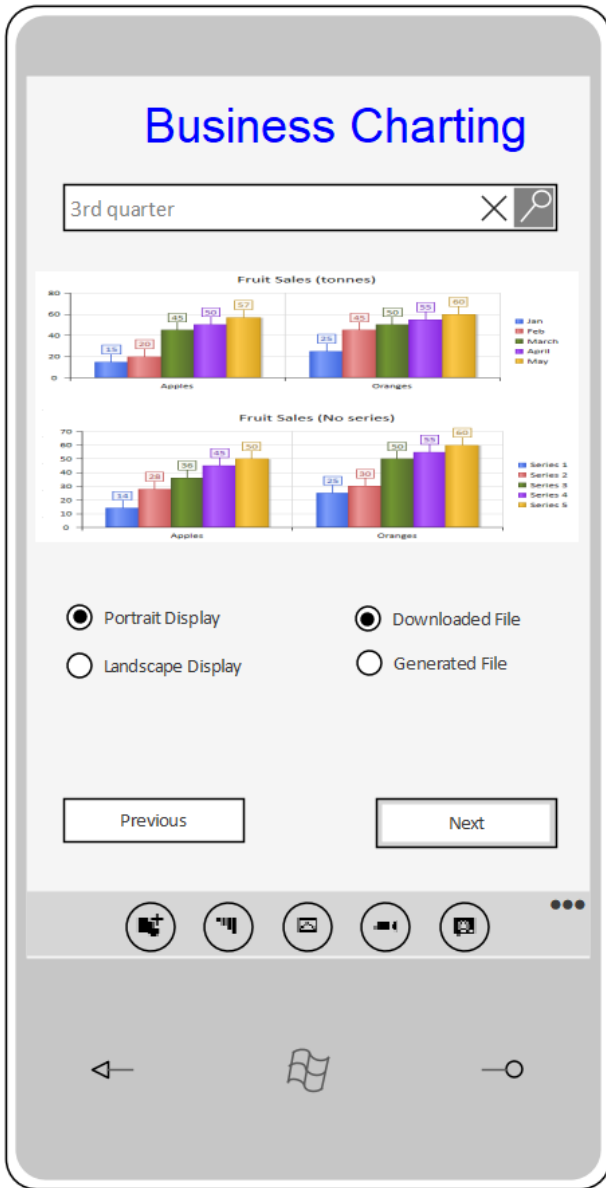 Business Charting
3rd quarter
Fruit Sales (tonnes)
80
60
40
20
0
15
20
45
50
57
25
45
50
55
60
Apples
Oranges
Jan
Feb
March
April
May
Fruit Sales (No series)
70
60
50
40
30
20
10
0
14
28
36
45
50
25
30
50
55
60
Apples
Oranges
Series 1
Series 2
Series 3
Series 4
Series 5
Portrait Display
Downloaded File
Landscape Display
Generated File
Previous
Next